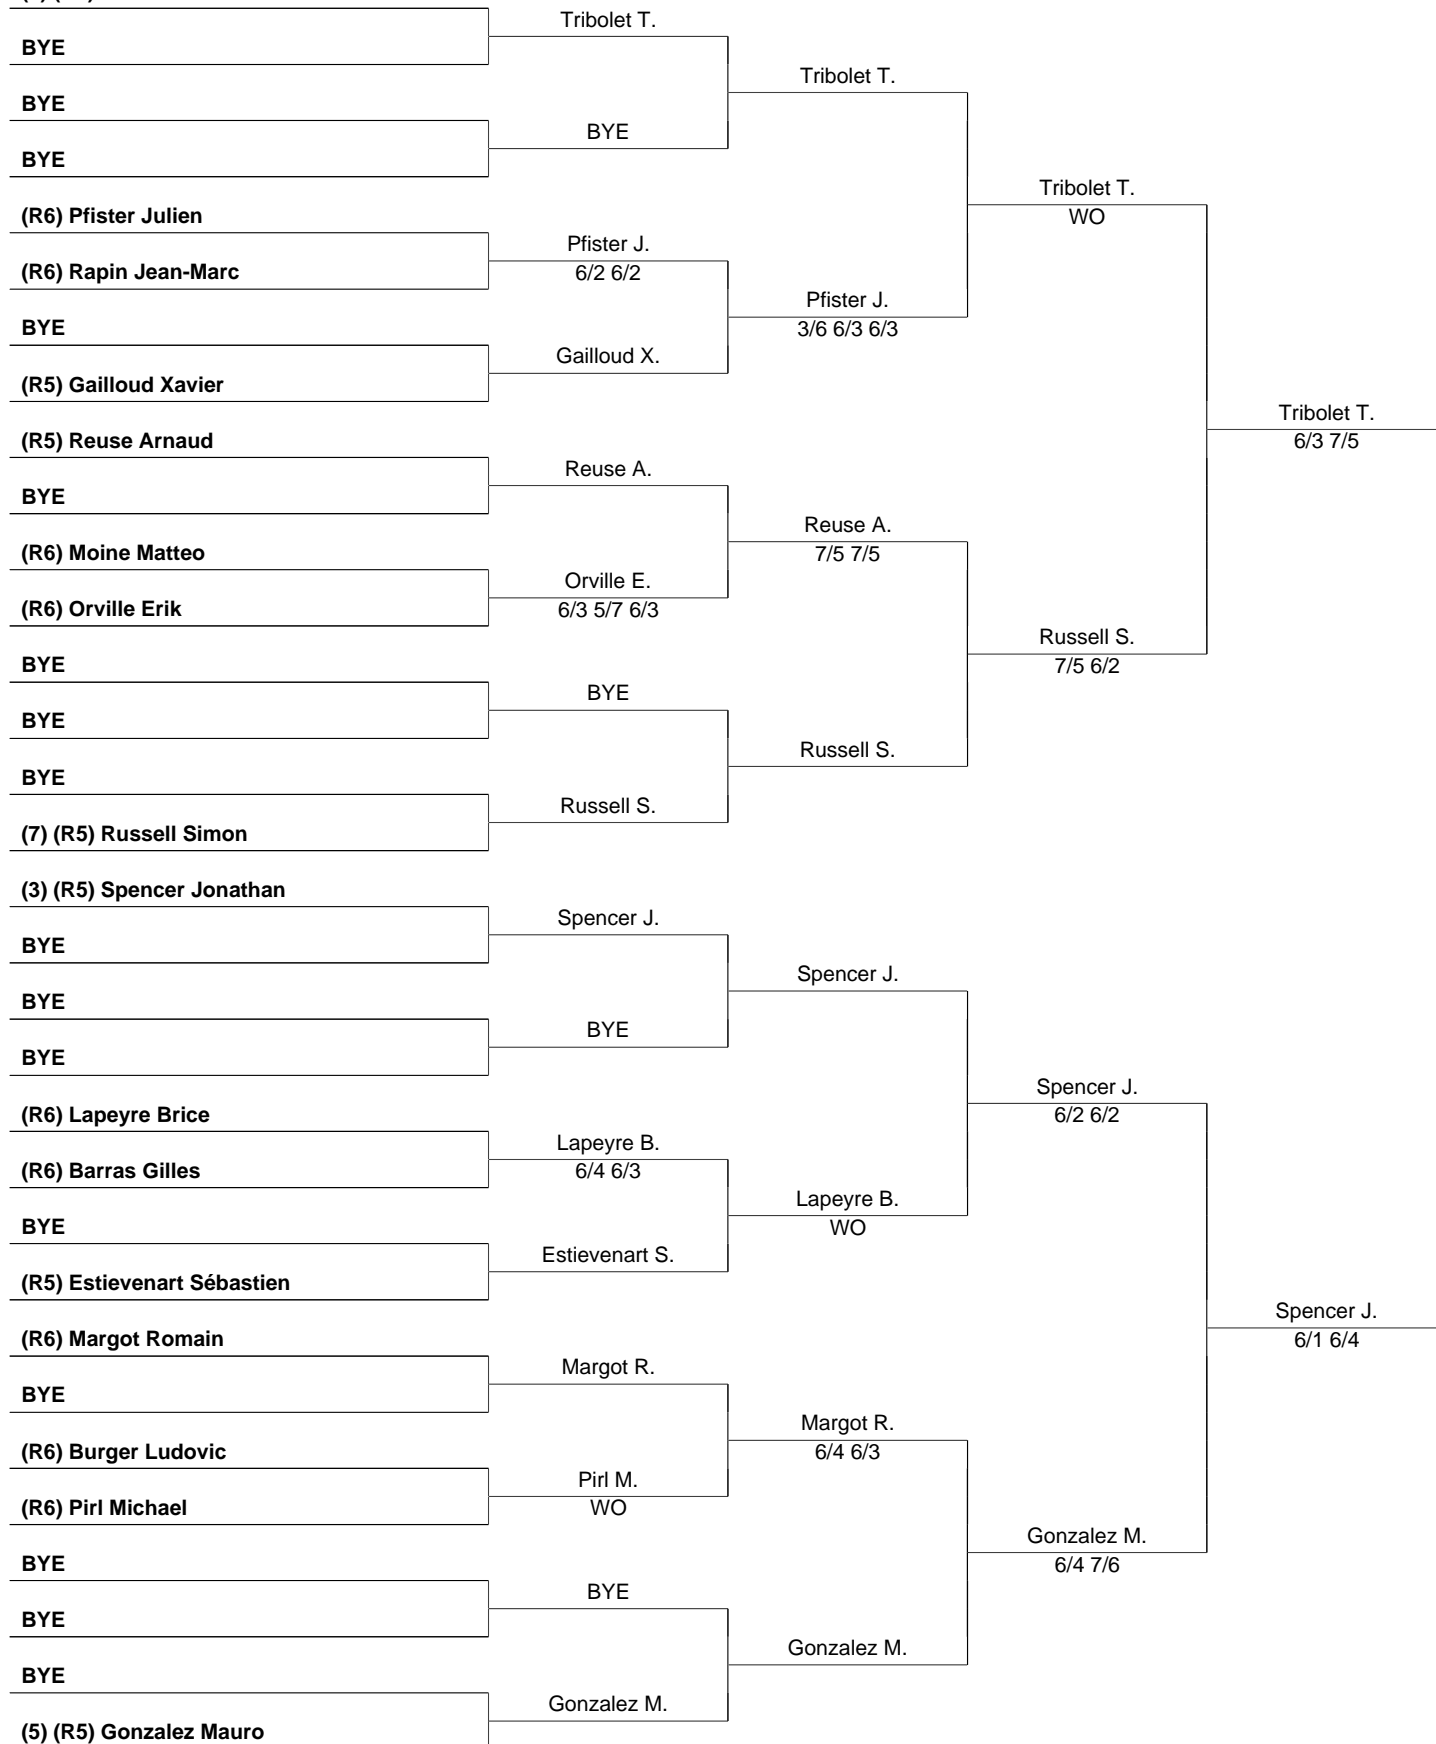 BYE
BYE
BYE
(R6) Pfister Julien
(R6) Rapin Jean-Marc
BYE
(R5) Gailloud Xavier
(R5) Reuse Arnaud
BYE
(R6) Moine Matteo
(R6) Orville Erik
BYE
BYE
BYE
(7) (R5) Russell Simon
(3) (R5) Spencer Jonathan
BYE
BYE
BYE
(R6) Lapeyre Brice
(R6) Barras Gilles
BYE
(R5) Estievenart Sébastien
(R6) Margot Romain
BYE
(R6) Burger Ludovic
(R6) Pirl Michael
BYE
BYE
BYE
(5) (R5) Gonzalez Mauro
Tribolet T.
BYE
Pfister J.
6/2 6/2
Gailloud X.
Reuse A.
Orville E.
6/3 5/7 6/3
BYE
Russell S.
Spencer J.
BYE
Lapeyre B.
6/4 6/3
Estievenart S.
Margot R.
Pirl M.
WO
BYE
Gonzalez M.
Tribolet T.
Pfister J.
3/6 6/3 6/3
Reuse A.
7/5 7/5
Russell S.
Spencer J.
Lapeyre B.
WO
Margot R.
6/4 6/3
Gonzalez M.
Tribolet T.
WO
Russell S.
7/5 6/2
Spencer J.
6/2 6/2
Gonzalez M.
6/4 7/6
Tribolet T.
6/3 7/5
Spencer J.
6/1 6/4